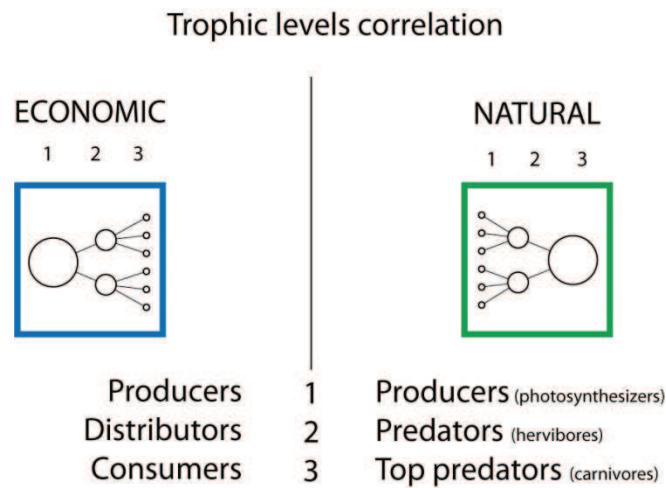 Trophic levels correlation
ECONOMIC
1 2 3
NATURAL
1 2 3
Producers 1 Producers (photosynthesizers)
Distributors 2 Predators (hervibores)
Consumers 3 Top predators (carnivores)